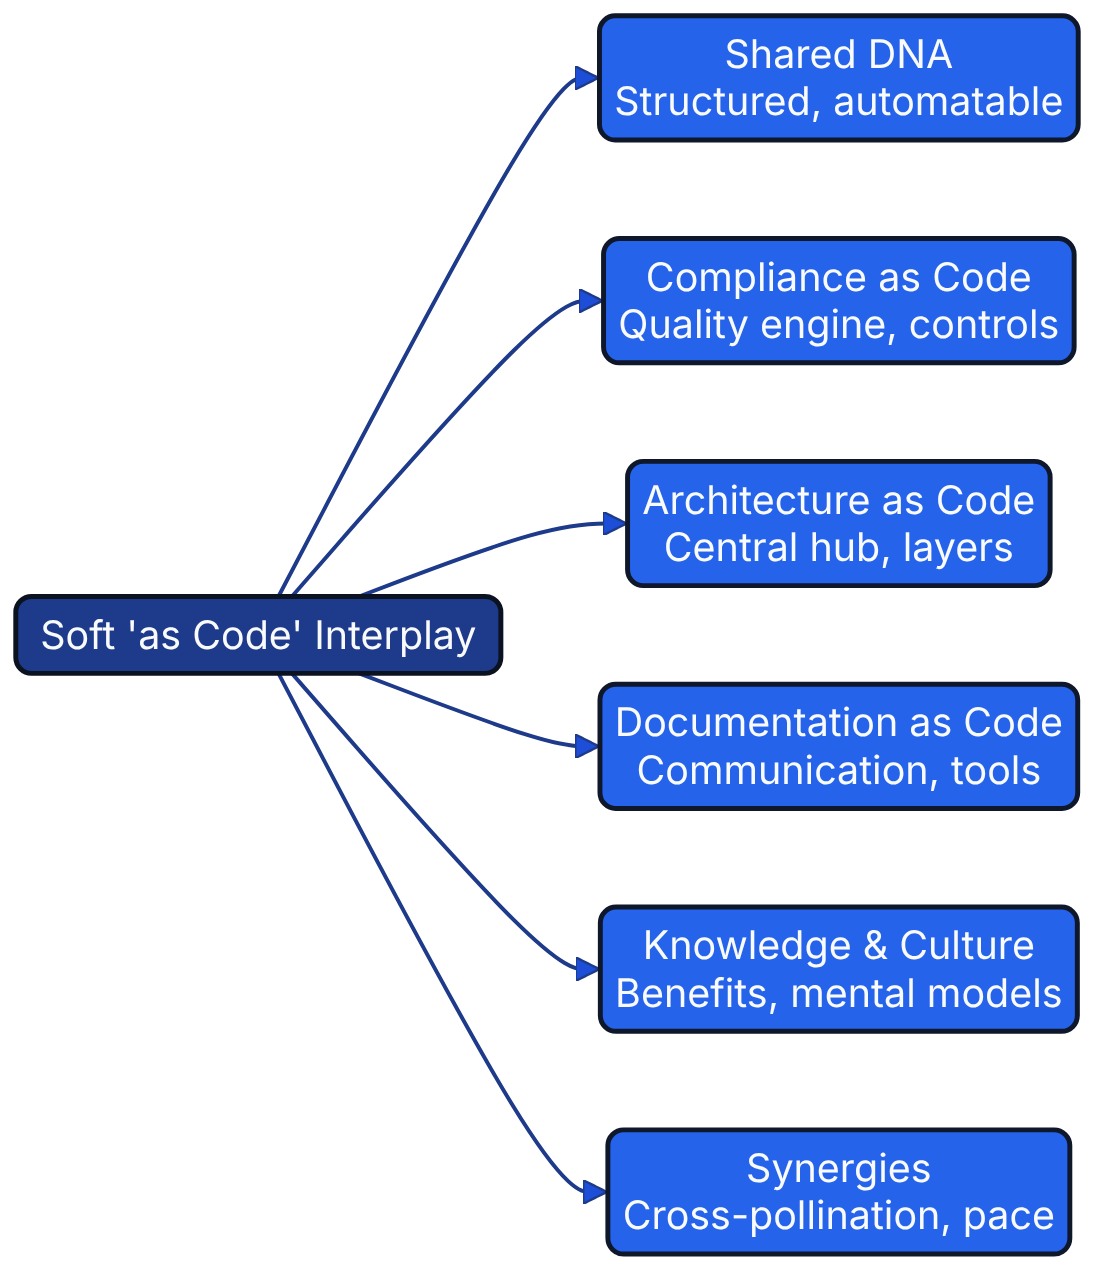 Shared DNA
Structured, automatable
Compliance as Code
Quality engine, controls
Architecture as Code
Central hub, layers
Soft 'as Code' Interplay
Documentation as Code
Communication, tools
Knowledge & Culture
Benefits, mental models
Synergies
Cross-pollination, pace